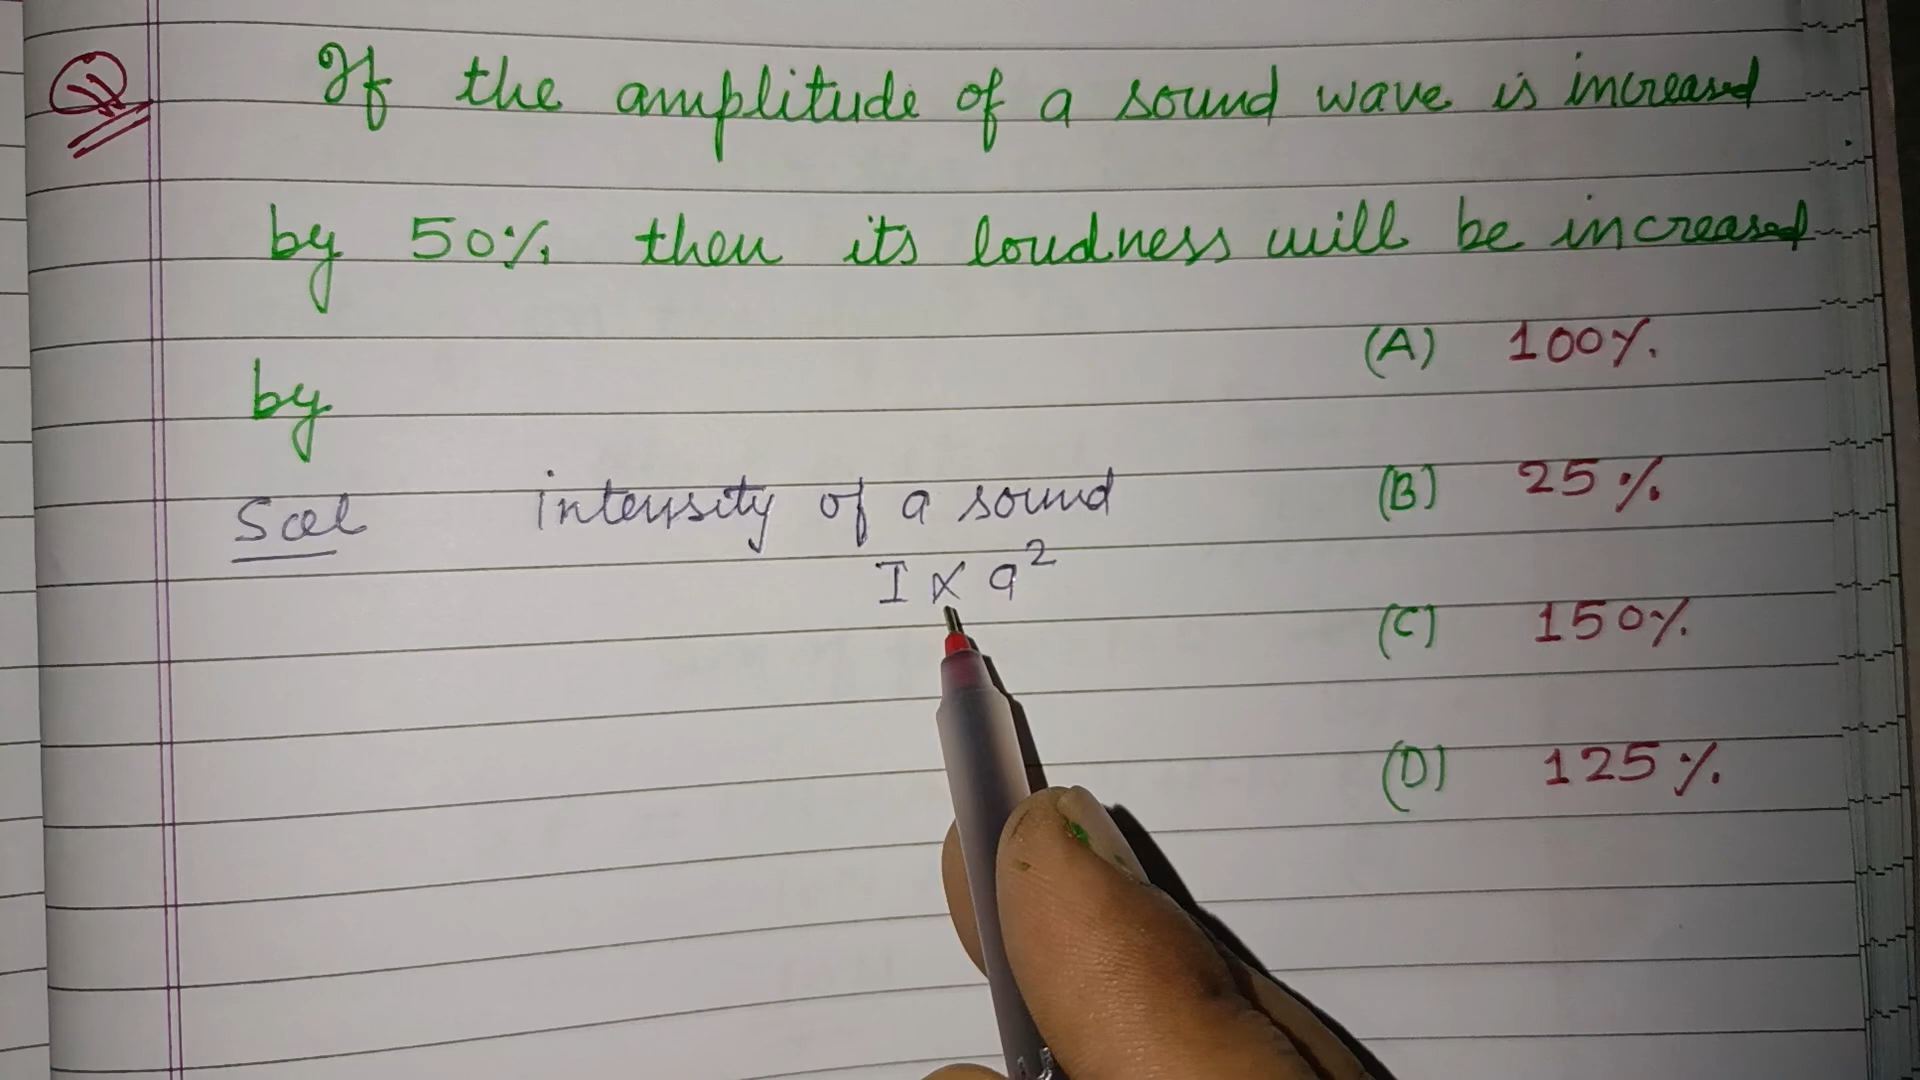 Q
If the amplitude of a sound wave is increased
by 50% then its loudness will be increased
by
(A) 100%
(B) 25%
Sol intensity of a sound
I ∝ a²
(C) 150%
(D) 125%